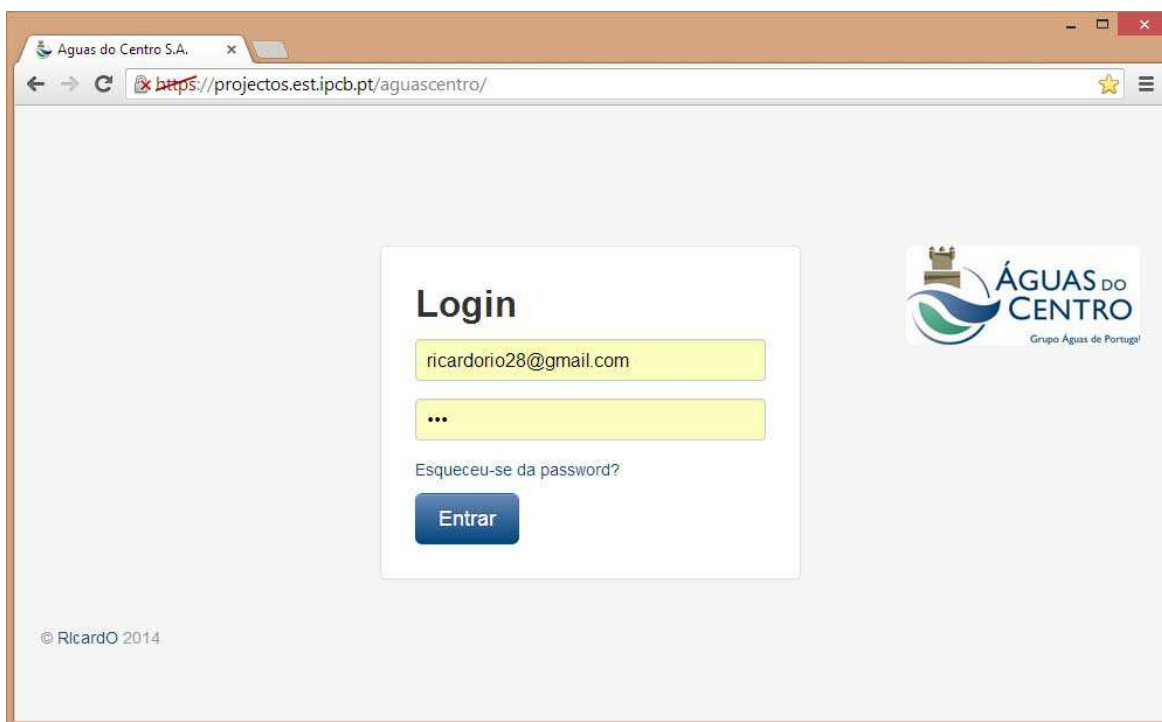 Aguas do Centro S.A.
https://projectos.est.ipcb.pt/aguascentro/
ÁGUAS DO
CENTRO
Grupo Águas de Portugal
Login
ricardorio28@gmail.com
•••
Esqueceu-se da password?
Entrar
© RIcardO 2014